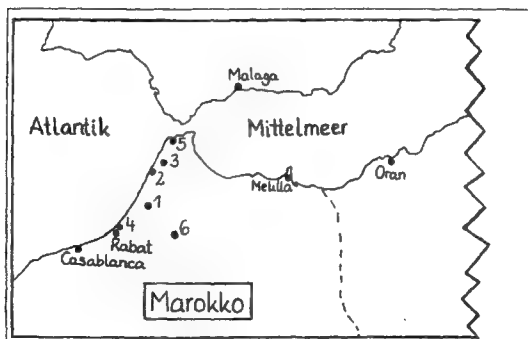 Malaga
Atlantik
Mittelmeer
5
3
2
Oran
Melilla
1
4
6
Rabat
Casablanca
Marokko